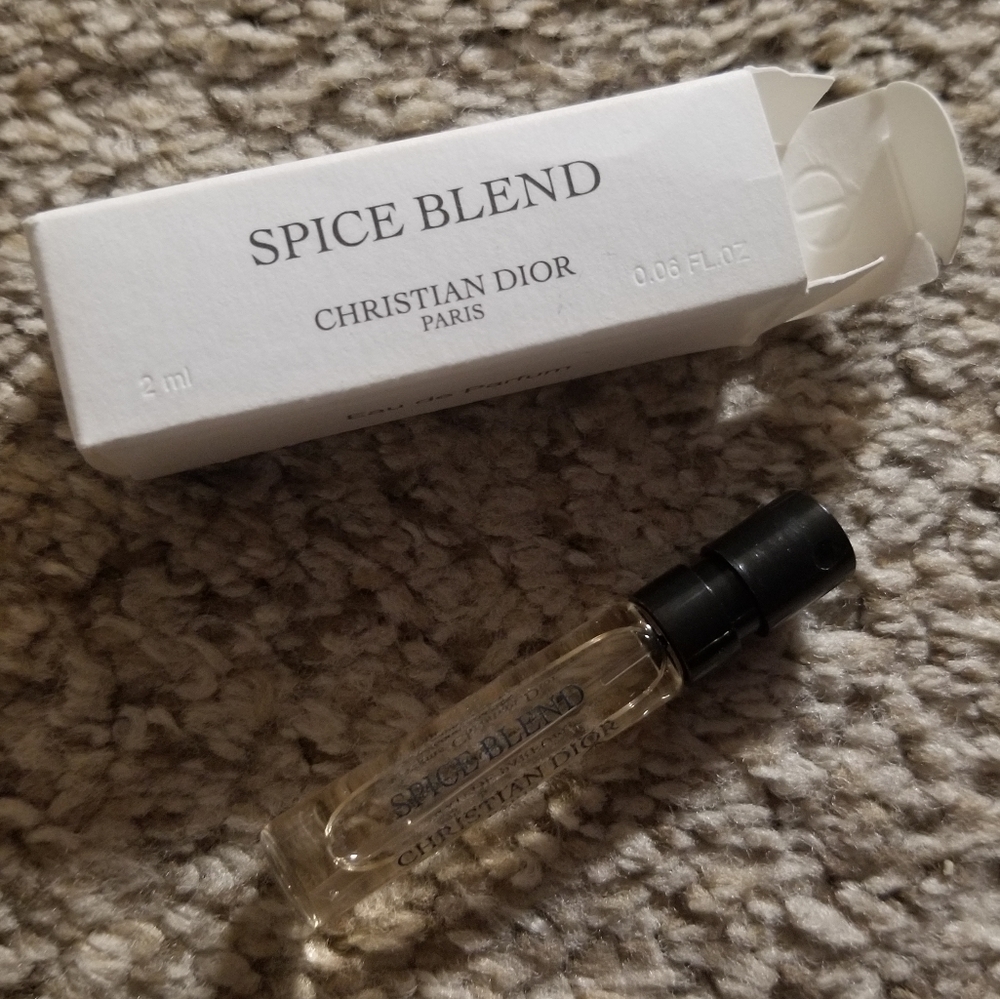 SPICE BLEND
CHRISTIAN DIOR
PARIS
0.06 FL.OZ
2 ml
Eau de Parfum
SPICE BLEND
CHRISTIAN DIOR